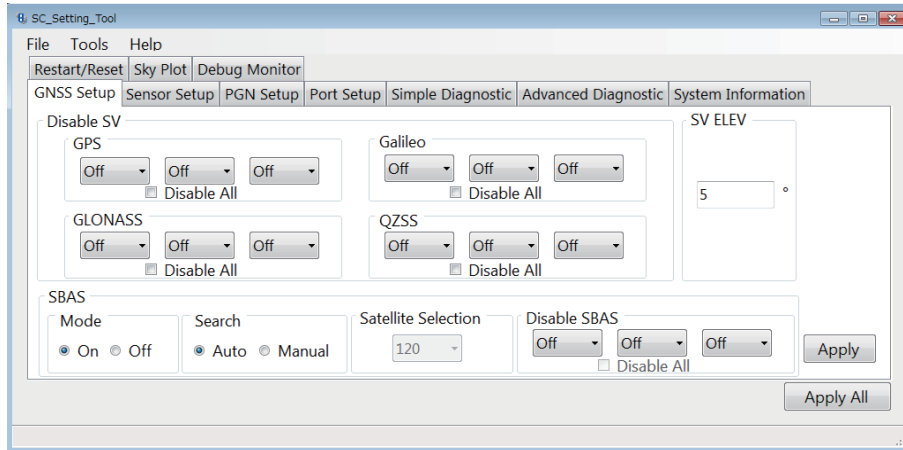 SC_Setting_Tool
File Tools Help
Restart/Reset Sky Plot Debug Monitor
GNSS Setup Sensor Setup PGN Setup Port Setup Simple Diagnostic Advanced Diagnostic System Information
Disable SV
SV ELEV
GPS
Galileo
Off Off Off
Off Off Off
Disable All
Disable All
5 °
GLONASS
QZSS
Off Off Off
Off Off Off
Disable All
Disable All
SBAS
Mode
Search
Satellite Selection
Disable SBAS
On Off
Auto Manual
120
Off Off Off
Disable All
Apply
Apply All